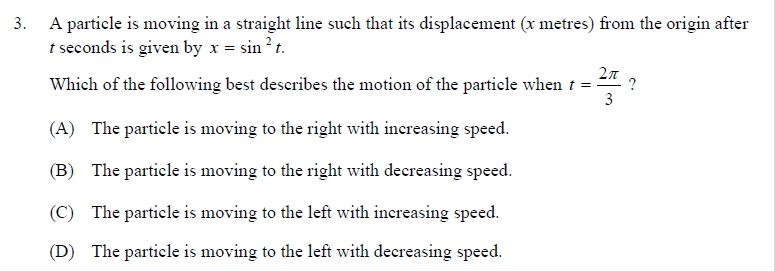 3. A particle is moving in a straight line such that its displacement (x metres) from the origin after
t seconds is given by x = sin ² t.
Which of the following best describes the motion of the particle when t = 2π/3 ?
(A) The particle is moving to the right with increasing speed.
(B) The particle is moving to the right with decreasing speed.
(C) The particle is moving to the left with increasing speed.
(D) The particle is moving to the left with decreasing speed.